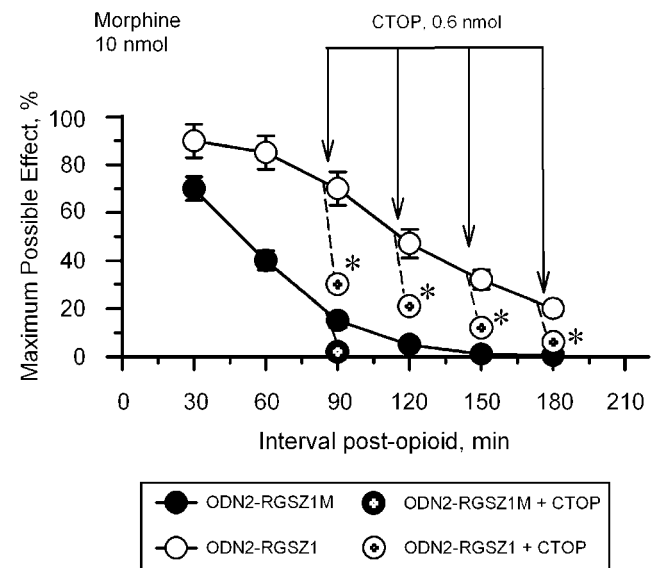 Morphine
10 nmol
CTOP, 0.6 nmol
Maximum Possible Effect, %
100
80
60
40
20
0
*
*
*
*
0 30 60 90 120 150 180 210
Interval post-opioid, min
ODN2-RGSZ1M
ODN2-RGSZ1M + CTOP
ODN2-RGSZ1
ODN2-RGSZ1 + CTOP